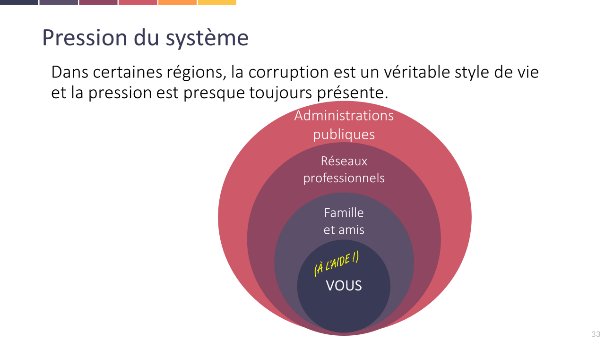 Pression du système
Dans certaines régions, la corruption est un véritable style de vie
et la pression est presque toujours présente.
Administrations
publiques
Réseaux
professionnels
Famille
et amis
(À L'AIDE !)
VOUS
33